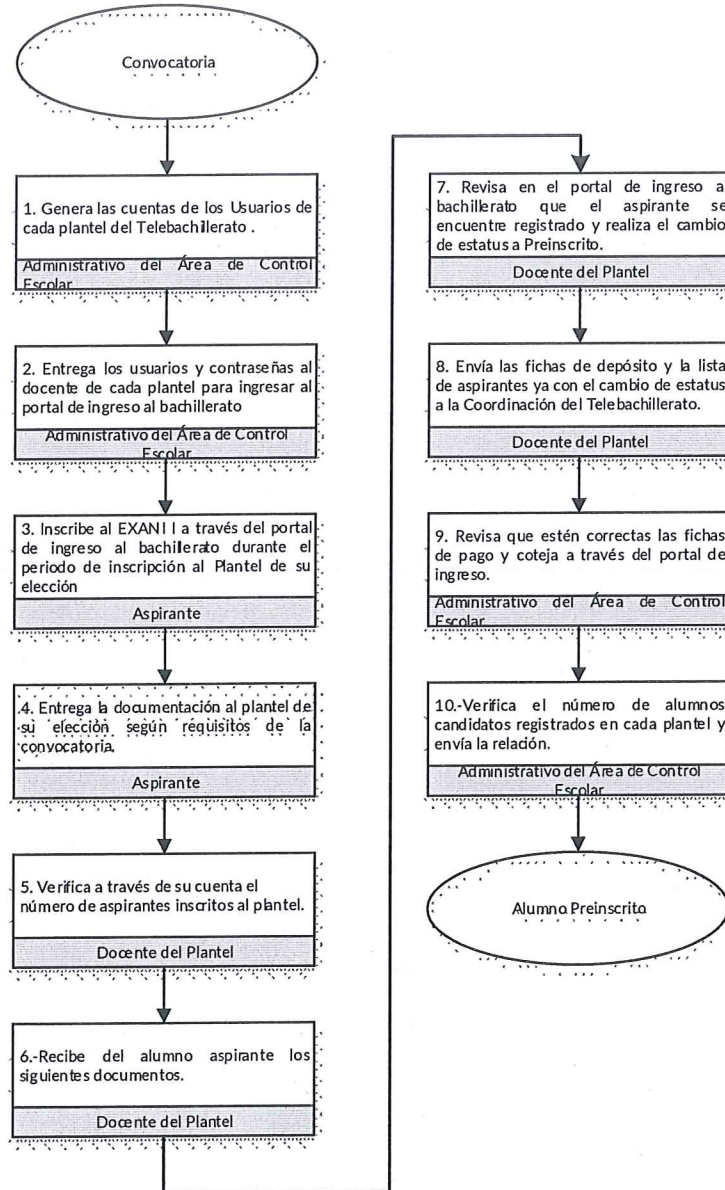 Convocatoria
1. Genera las cuentas de los Usuarios de
cada plantel del Telebachillerato .
Administrativo del Área de Control
Escolar
2. Entrega los usuarios y contraseñas al
docente de cada plantel para ingresar al
portal de ingreso al bachillerato
Administrativo del Área de Control
Escolar
3. Inscribe al EXANI I a través del portal
de ingreso al bachillerato durante el
periodo de inscripción al Plantel de su
elección
Aspirante
4. Entrega la documentación al plantel de
su elección según requisitos de la
convocatoria.
Aspirante
5. Verifica a través de su cuenta el
número de aspirantes inscritos al plantel.
Docente del Plantel
6.-Recibe del alumno aspirante los
siguientes documentos.
Docente del Plantel
7. Revisa en el portal de ingreso a
bachillerato que el aspirante se
encuentre registrado y realiza el cambio
de estatus a Preinscrito.
Docente del Plantel
8. Envía las fichas de depósito y la lista
de aspirantes ya con el cambio de estatus
a la Coordinación del Telebachillerato.
Docente del Plantel
9. Revisa que estén correctas las fichas
de pago y coteja a través del portal de
ingreso.
Administrativo del Área de Control
Escolar
10.-Verifica el número de alumnos
candidatos registrados en cada plantel y
envía la relación.
Administrativo del Área de Control
Escolar
Alumno Preinscrito